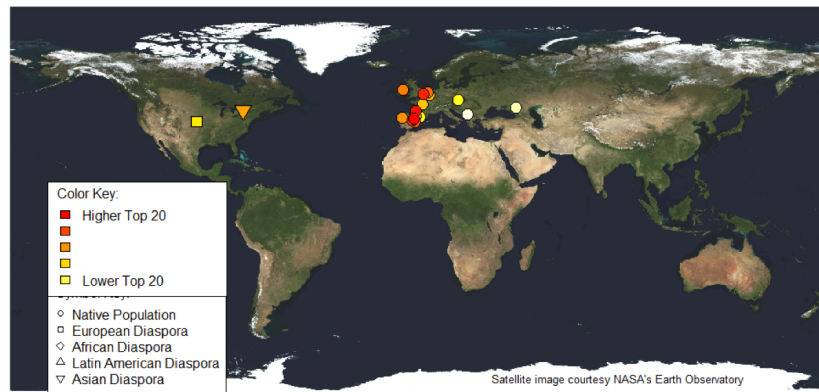 Color Key:
Higher Top 20
Lower Top 20
Native Population
European Diaspora
African Diaspora
Latin American Diaspora
Asian Diaspora
Satellite image courtesy NASA's Earth Observatory